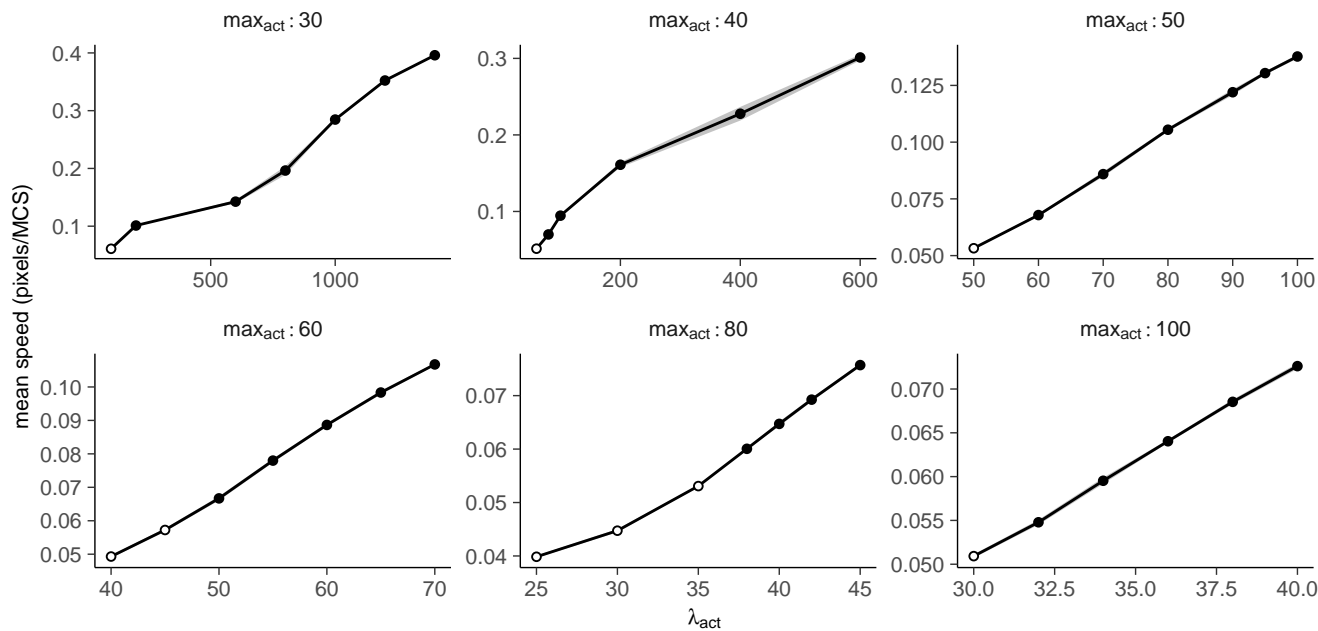 max_act : 30
max_act : 40
max_act : 50
mean speed (pixels/MCS)
0.4
0.3
0.2
0.1
500 1000
0.3
0.2
0.1
200 400 600
0.125
0.100
0.075
0.050
50 60 70 80 90 100
max_act : 60
max_act : 80
max_act : 100
0.10
0.09
0.08
0.07
0.06
0.05
40 50 60 70
0.07
0.06
0.05
0.04
25 30 35 40 45
0.070
0.065
0.060
0.055
0.050
30.0 32.5 35.0 37.5 40.0
λ_act